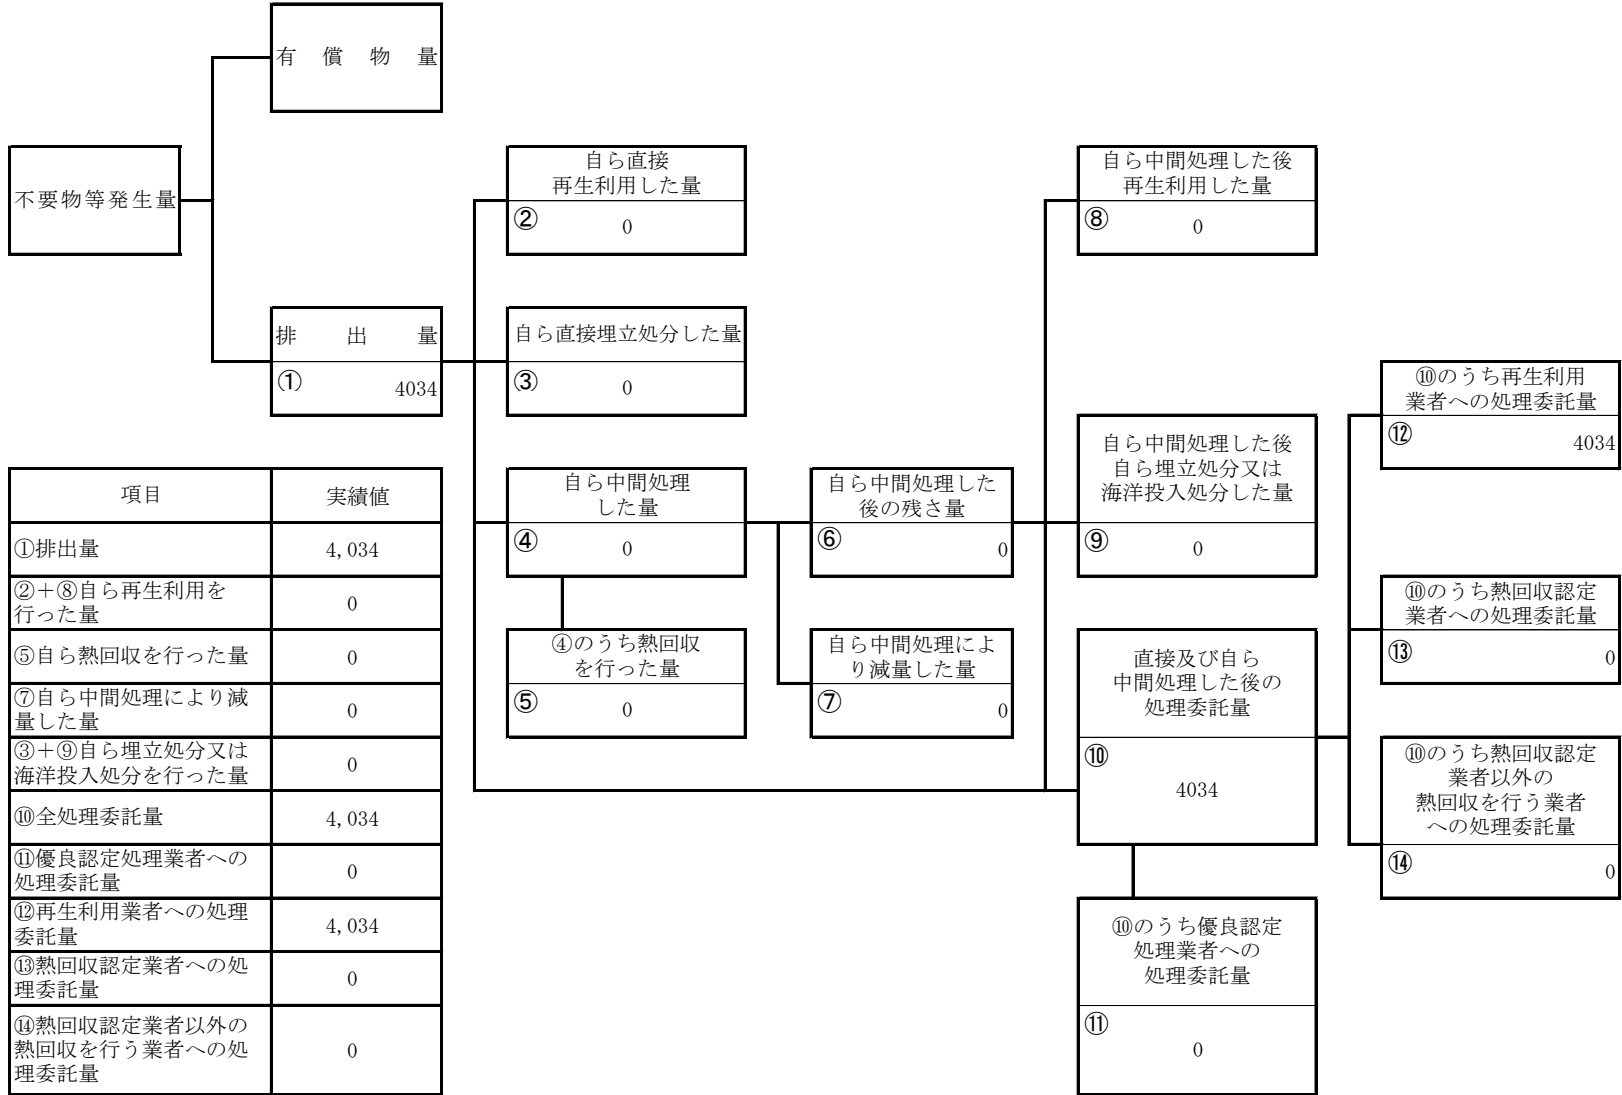 有償物量
不要物等発生量
排出量
① 4034
自ら直接
再生利用した量
② 0
自ら直接埋立処分した量
③ 0
自ら中間処理
した量
④ 0
④のうち熱回収
を行った量
⑤ 0
自ら中間処理した
後の残さ量
⑥ 0
自ら中間処理によ
り減量した量
⑦ 0
自ら中間処理した後
再生利用した量
⑧ 0
自ら中間処理した後
自ら埋立処分又は
海洋投入処分した量
⑨ 0
直接及び自ら
中間処理した後の
処理委託量
⑩
4034
⑩のうち優良認定
処理業者への
処理委託量
⑪
0
⑩のうち再生利用
業者への処理委託量
⑫ 4034
⑩のうち熱回収認定
業者への処理委託量
⑬ 0
⑩のうち熱回収認定
業者以外の
熱回収を行う業者
への処理委託量
⑭ 0
項目 実績値
①排出量 4,034
②+⑧自ら再生利用を
行った量 0
⑤自ら熱回収を行った量 0
⑦自ら中間処理により減
量した量 0
③+⑨自ら埋立処分又は
海洋投入処分を行った量 0
⑩全処理委託量 4,034
⑪優良認定処理業者への
処理委託量 0
⑫再生利用業者への処理
委託量 4,034
⑬熱回収認定業者への処
理委託量 0
⑭熱回収認定業者以外の
熱回収を行う業者への処 0
理委託量